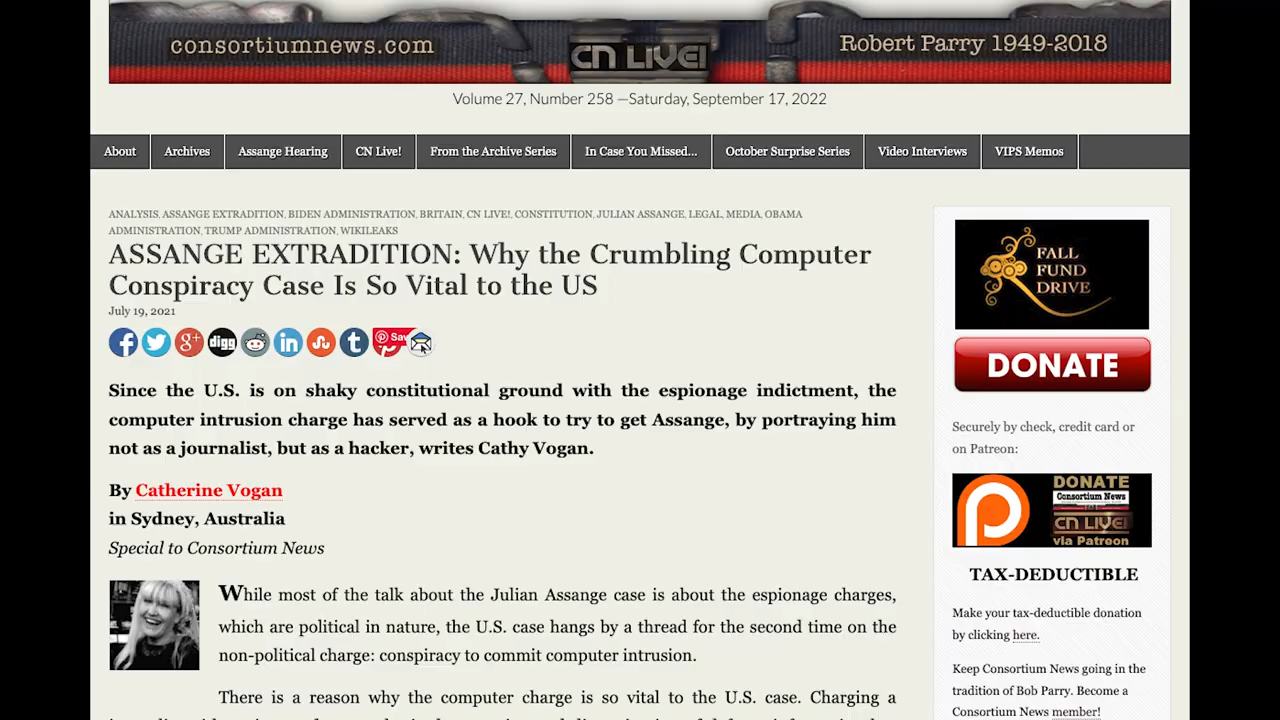 consortiumnews.com
CN LIVE!
Robert Parry 1949-2018
Volume 27, Number 258 —Saturday, September 17, 2022
About
Archives
Assange Hearing
CN Live!
From the Archive Series
In Case You Missed...
October Surprise Series
Video Interviews
VIPS Memos
ANALYSIS, ASSANGE EXTRADITION, BIDEN ADMINISTRATION, BRITAIN, CN LIVE!, CONSTITUTION, JULIAN ASSANGE, LEGAL, MEDIA, OBAMA
ADMINISTRATION, TRUMP ADMINISTRATION, WIKILEAKS
ASSANGE EXTRADITION: Why the Crumbling Computer
Conspiracy Case Is So Vital to the US
July 19, 2021
digg
Sav
Since the U.S. is on shaky constitutional ground with the espionage indictment, the
computer intrusion charge has served as a hook to try to get Assange, by portraying him
not as a journalist, but as a hacker, writes Cathy Vogan.
By Catherine Vogan
in Sydney, Australia
Special to Consortium News
While most of the talk about the Julian Assange case is about the espionage charges,
which are political in nature, the U.S. case hangs by a thread for the second time on the
non-political charge: conspiracy to commit computer intrusion.
There is a reason why the computer charge is so vital to the U.S. case. Charging a
FALL
FUND
DRIVE
DONATE
Securely by check, credit card or
on Patreon:
DONATE
Consortium News
CN LIVE!
via Patreon
TAX-DEDUCTIBLE
Make your tax-deductible donation
by clicking here.
Keep Consortium News going in the
tradition of Bob Parry. Become a
Consortium News member!